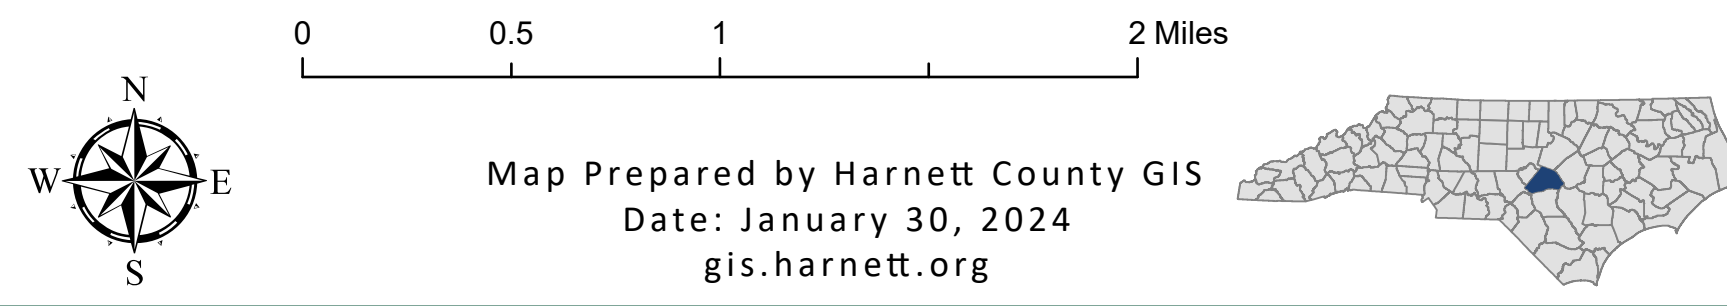 0 0.5 1 2 Miles
N
W E
S
Map Prepared by Harnett County GIS
Date: January 30, 2024
gis.harnett.org